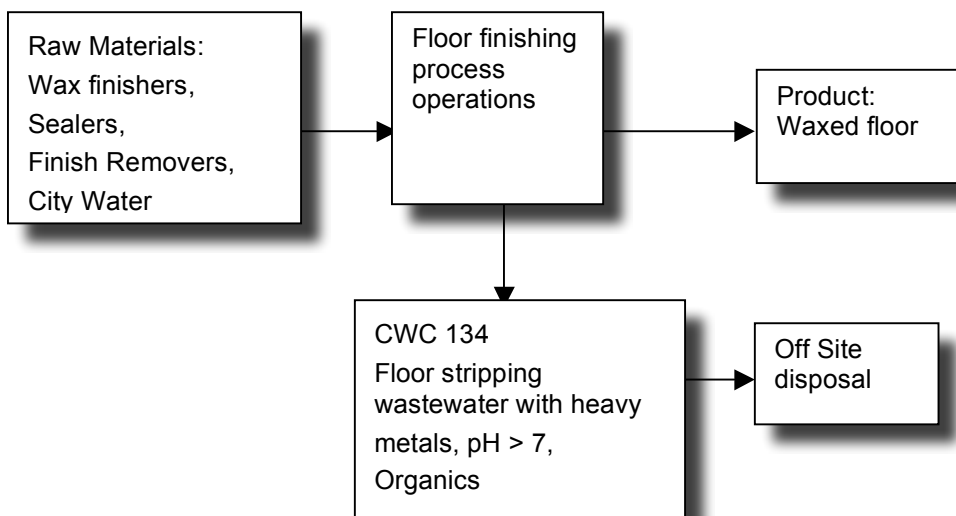 Raw Materials:
Wax finishers,
Sealers,
Finish Removers,
City Water
Floor finishing
process
operations
Product:
Waxed floor
CWC 134
Floor stripping
wastewater with heavy
metals, pH > 7,
Organics
Off Site
disposal